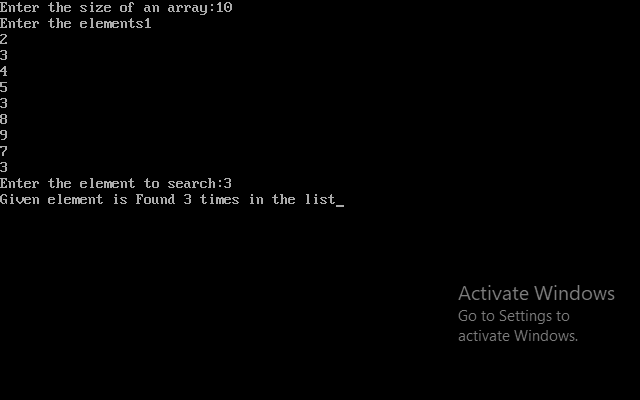 Enter the size of an array:10
Enter the elements1
2
3
4
5
3
8
9
7
3
Enter the element to search:3
Given element is Found 3 times in the list_
Activate Windows
Go to Settings to
activate Windows.